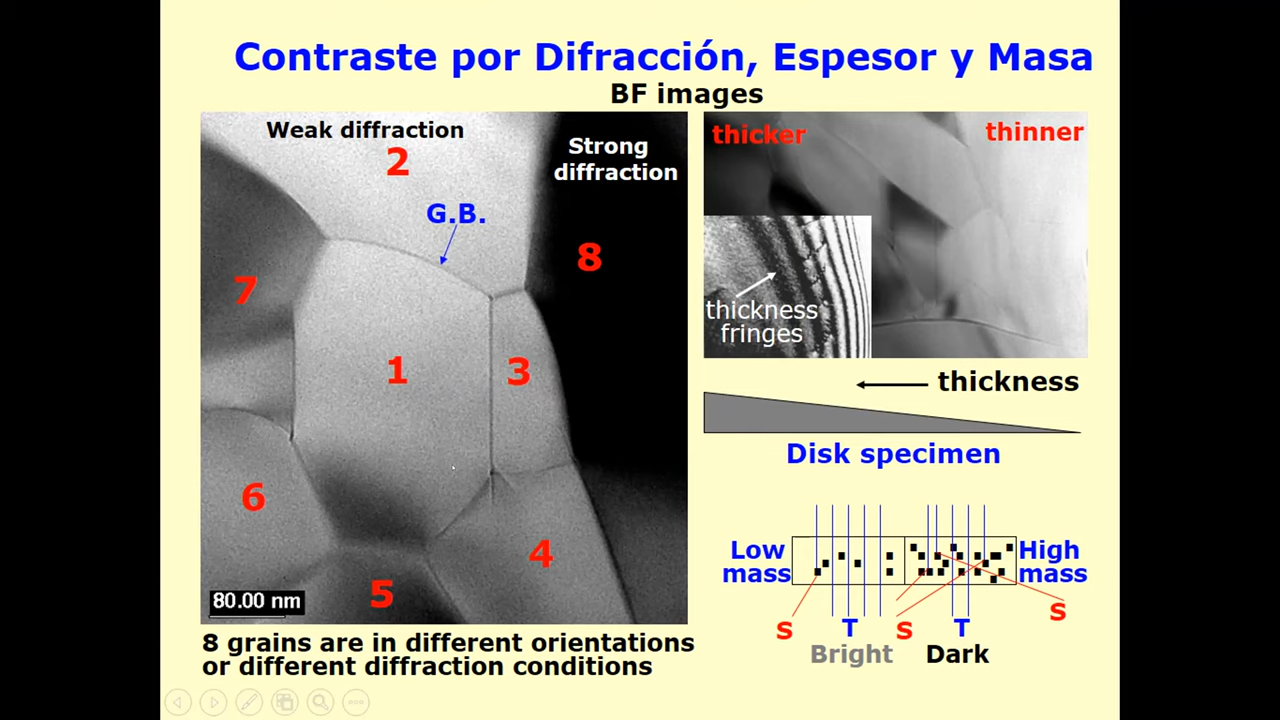 Contraste por Difracción, Espesor y Masa
BF images
Weak diffraction
2
Strong
diffraction
G.B.
8
7
1
3
6
4
5
80.00 nm
8 grains are in different orientations
or different diffraction conditions
thicker
thinner
thickness
fringes
thickness
Disk specimen
Low
mass
High
mass
S
T
S
T
S
Bright
Dark